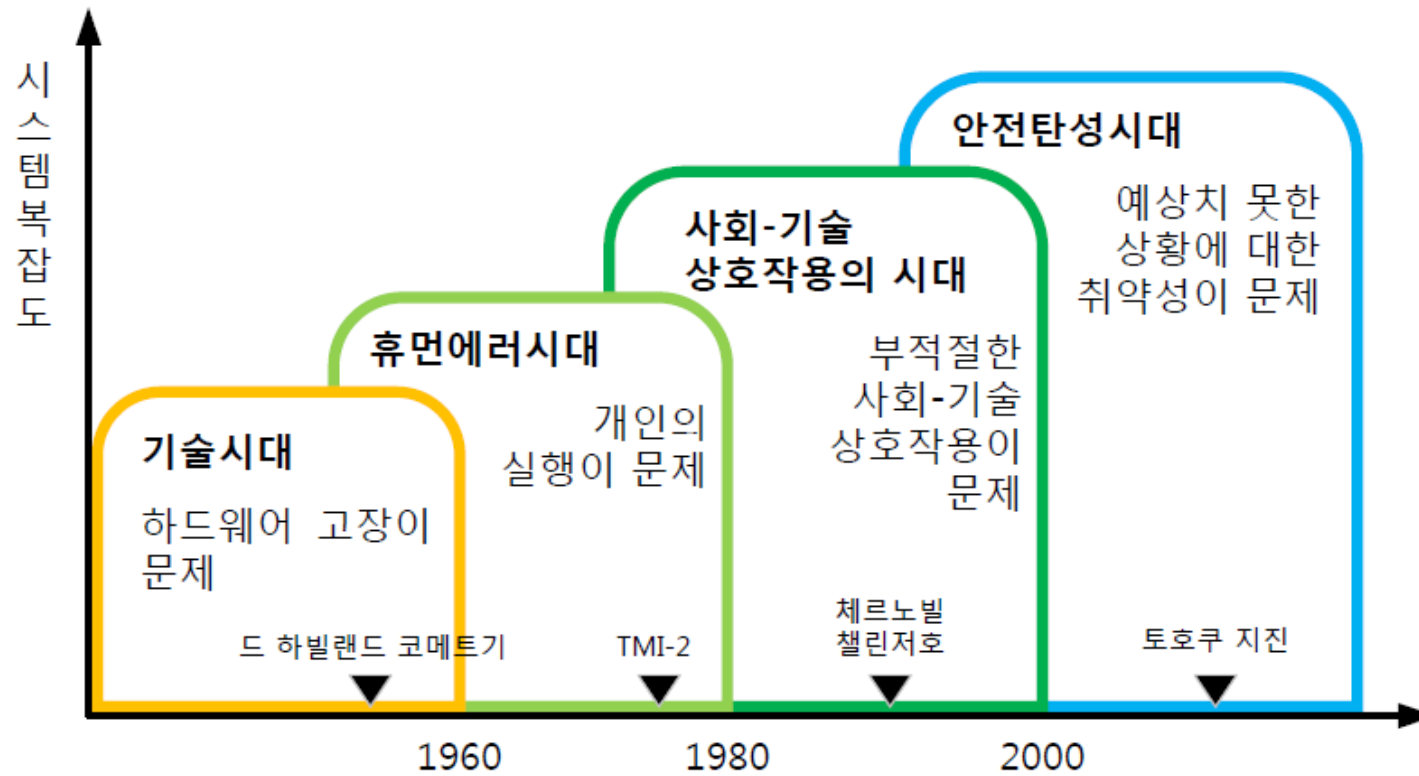 시스템복잡도
기술시대
하드웨어 고장이
문제
휴먼에러시대
개인의
실행이 문제
사회-기술
상호작용의 시대
부적절한
사회-기술
상호작용이
문제
안전탄성시대
예상치 못한
상황에 대한
취약성이 문제
드 하빌랜드 코메트기
TMI-2
체르노빌
챌린저호
토호쿠 지진
1960
1980
2000